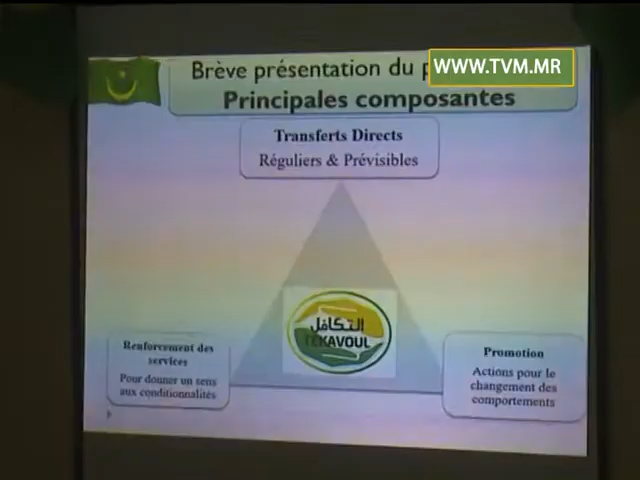 WWW.TVM.MR
Brève présentation du
Principales composantes
Transferts Directs
Réguliers & Prévisibles
التكافل
TEKAVOUL
Renforcement des
services
Pour donner un sens
aux conditionnalités
Promotion
Actions pour le
changement des
comportements